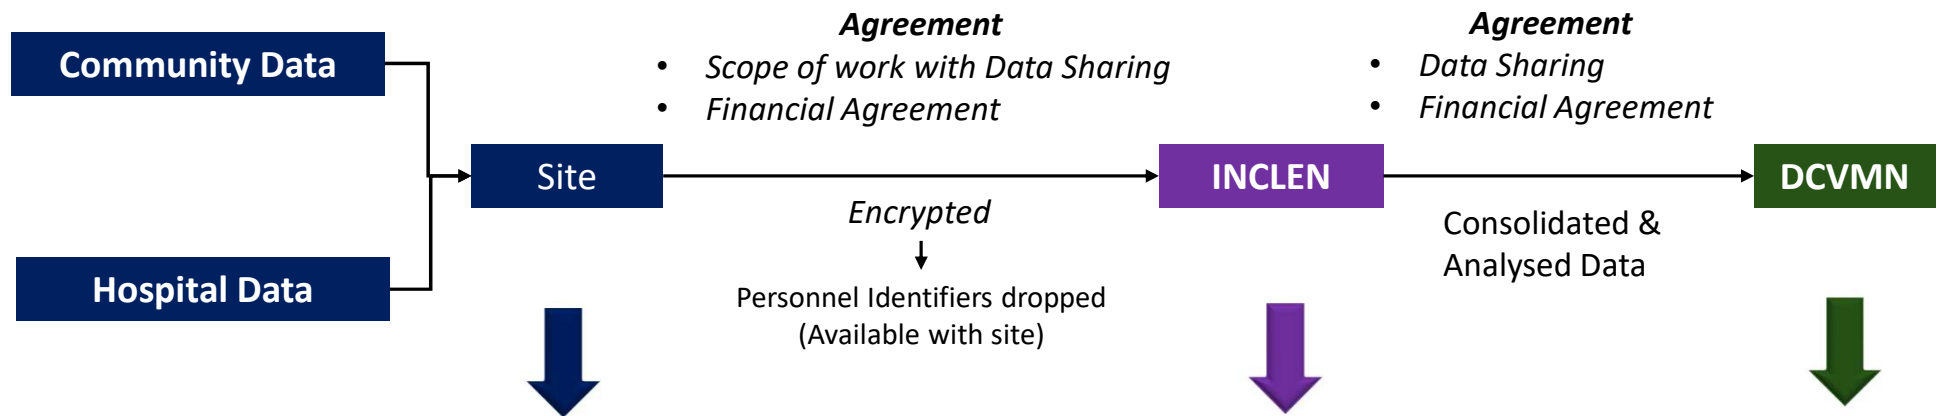 Community Data
Hospital Data
Site
Agreement
• Scope of work with Data Sharing
• Financial Agreement
Encrypted
Personnel Identifiers dropped
(Available with site)
INCLEN
Agreement
• Data Sharing
• Financial Agreement
Consolidated &
Analysed Data
DCVMN